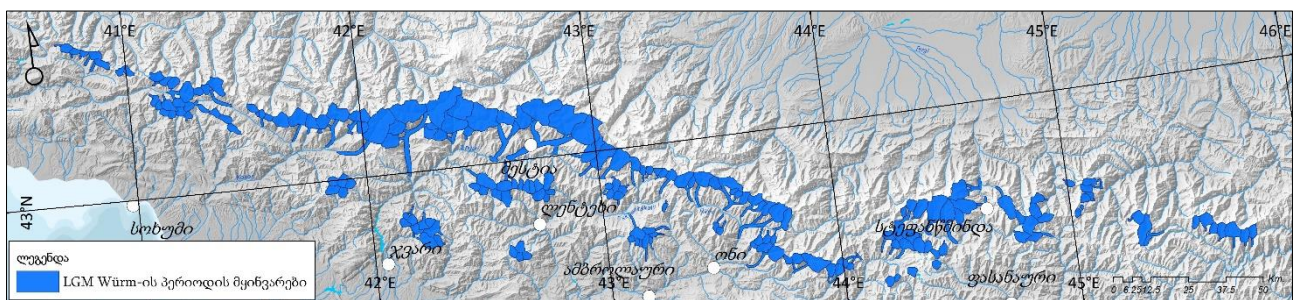 41°E 42°E 43°E 44°E 45°E 46°E
43°N
სოხუმი
მესტია
ლენტეხი
ჯვარი
ამბროლაური
ონი
სტეფანწმინდა
ფასანაური
42°E 43°E 44°E 45°E
Km
0 6.25 12.5 25 37.5 50
ლეგენდა
LGM Würm-ის პერიოდის მყინვარები